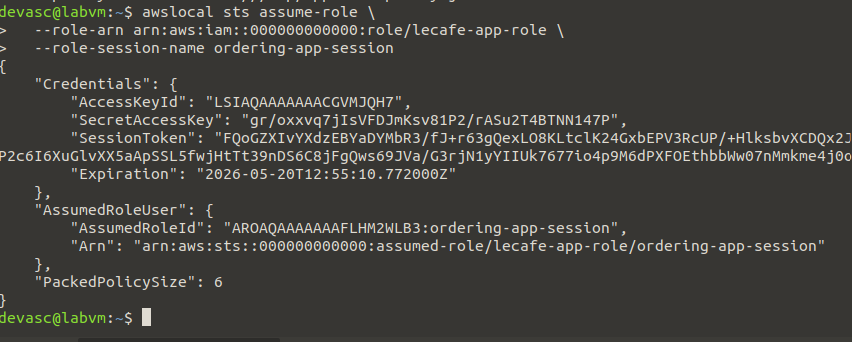 devasc@labvm:~$ awslocal sts assume-role \
>   --role-arn arn:aws:iam::000000000000:role/lecafe-app-role \
>   --role-session-name ordering-app-session
{
    "Credentials": {
        "AccessKeyId": "LSIAQAAAAAAACGVMJQH7",
        "SecretAccessKey": "gr/oxxvq7jIsVFDJmKsv81P2/rASu2T4BTNN147P",
        "SessionToken": "FQoGZXIvYXdzEBYaDYMbR3/fJ+r63gQexLO8KLtclK24GxbEPV3RcUP/+HlksbvXCDQx2J
P2c6I6XuGlvXX5aApSSL5fwjHtTt39nDS6C8jFgQws69JVa/G3rjN1yYIIUk7677io4p9M6dPXFOEthbbWw07nMmkme4j0o
        "Expiration": "2026-05-20T12:55:10.772000Z"
    },
    "AssumedRoleUser": {
        "AssumedRoleId": "AROAQAAAAAAAFLHM2WLB3:ordering-app-session",
        "Arn": "arn:aws:sts::000000000000:assumed-role/lecafe-app-role/ordering-app-session"
    },
    "PackedPolicySize": 6
}
devasc@labvm:~$